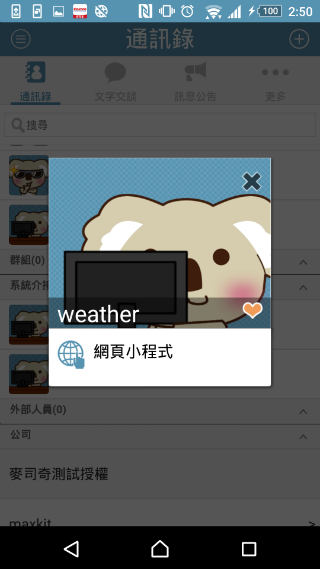 100 2:50
通訊錄
通訊錄 文字交談 訊息公告 更多
搜尋
群組(0)
系統介接
weather
網頁小程式
外部人員(0)
公司
麥司奇測試授權
maxkit >